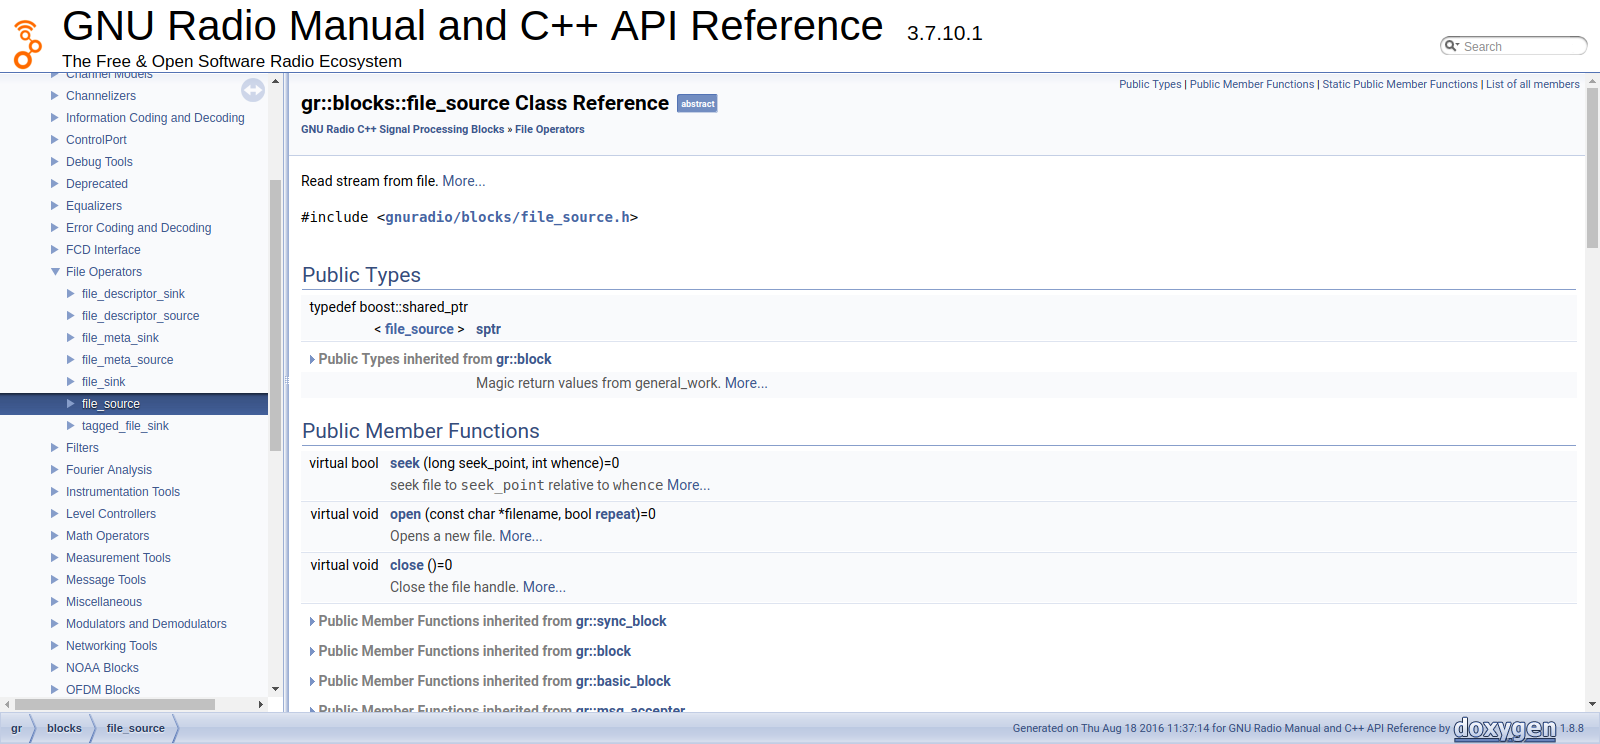 GNU Radio Manual and C++ API Reference 3.7.10.1
The Free & Open Software Radio Ecosystem
Search
Channel Models
Channelizers
Information Coding and Decoding
ControlPort
Debug Tools
Deprecated
Equalizers
Error Coding and Decoding
FCD Interface
File Operators
file_descriptor_sink
file_descriptor_source
file_meta_sink
file_meta_source
file_sink
file_source
tagged_file_sink
Filters
Fourier Analysis
Instrumentation Tools
Level Controllers
Math Operators
Measurement Tools
Message Tools
Miscellaneous
Modulators and Demodulators
Networking Tools
NOAA Blocks
OFDM Blocks
Public Types | Public Member Functions | Static Public Member Functions | List of all members
gr::blocks::file_source Class Reference abstract
GNU Radio C++ Signal Processing Blocks » File Operators
Read stream from file. More...
#include <gnuradio/blocks/file_source.h>
Public Types
typedef boost::shared_ptr
< file_source > sptr
Public Types inherited from gr::block
Magic return values from general_work. More...
Public Member Functions
virtual bool seek (long seek_point, int whence)=0
seek file to seek_point relative to whence More...
virtual void open (const char *filename, bool repeat)=0
Opens a new file. More...
virtual void close ()=0
Close the file handle. More...
Public Member Functions inherited from gr::sync_block
Public Member Functions inherited from gr::block
Public Member Functions inherited from gr::basic_block
Public Member Functions inherited from gr::msg_accepter
gr blocks file_source
Generated on Thu Aug 18 2016 11:37:14 for GNU Radio Manual and C++ API Reference by doxygen 1.8.8